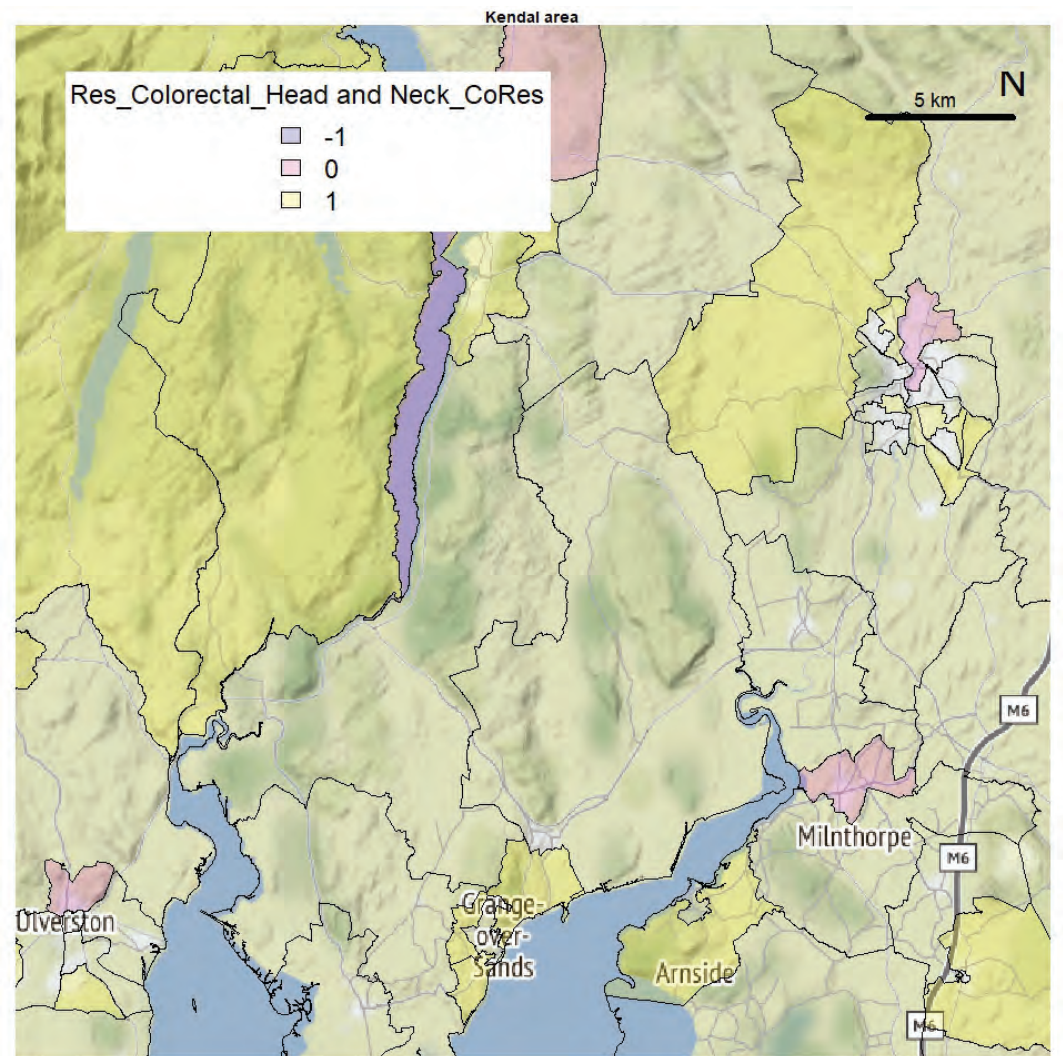 Kendal area
Res_Colorectal_Head and Neck_CoRes
-1
0
1
N
5 km
M6
Milnthorpe
M6
Grange-
over-
Sands
Ulverston
Arnside
M6